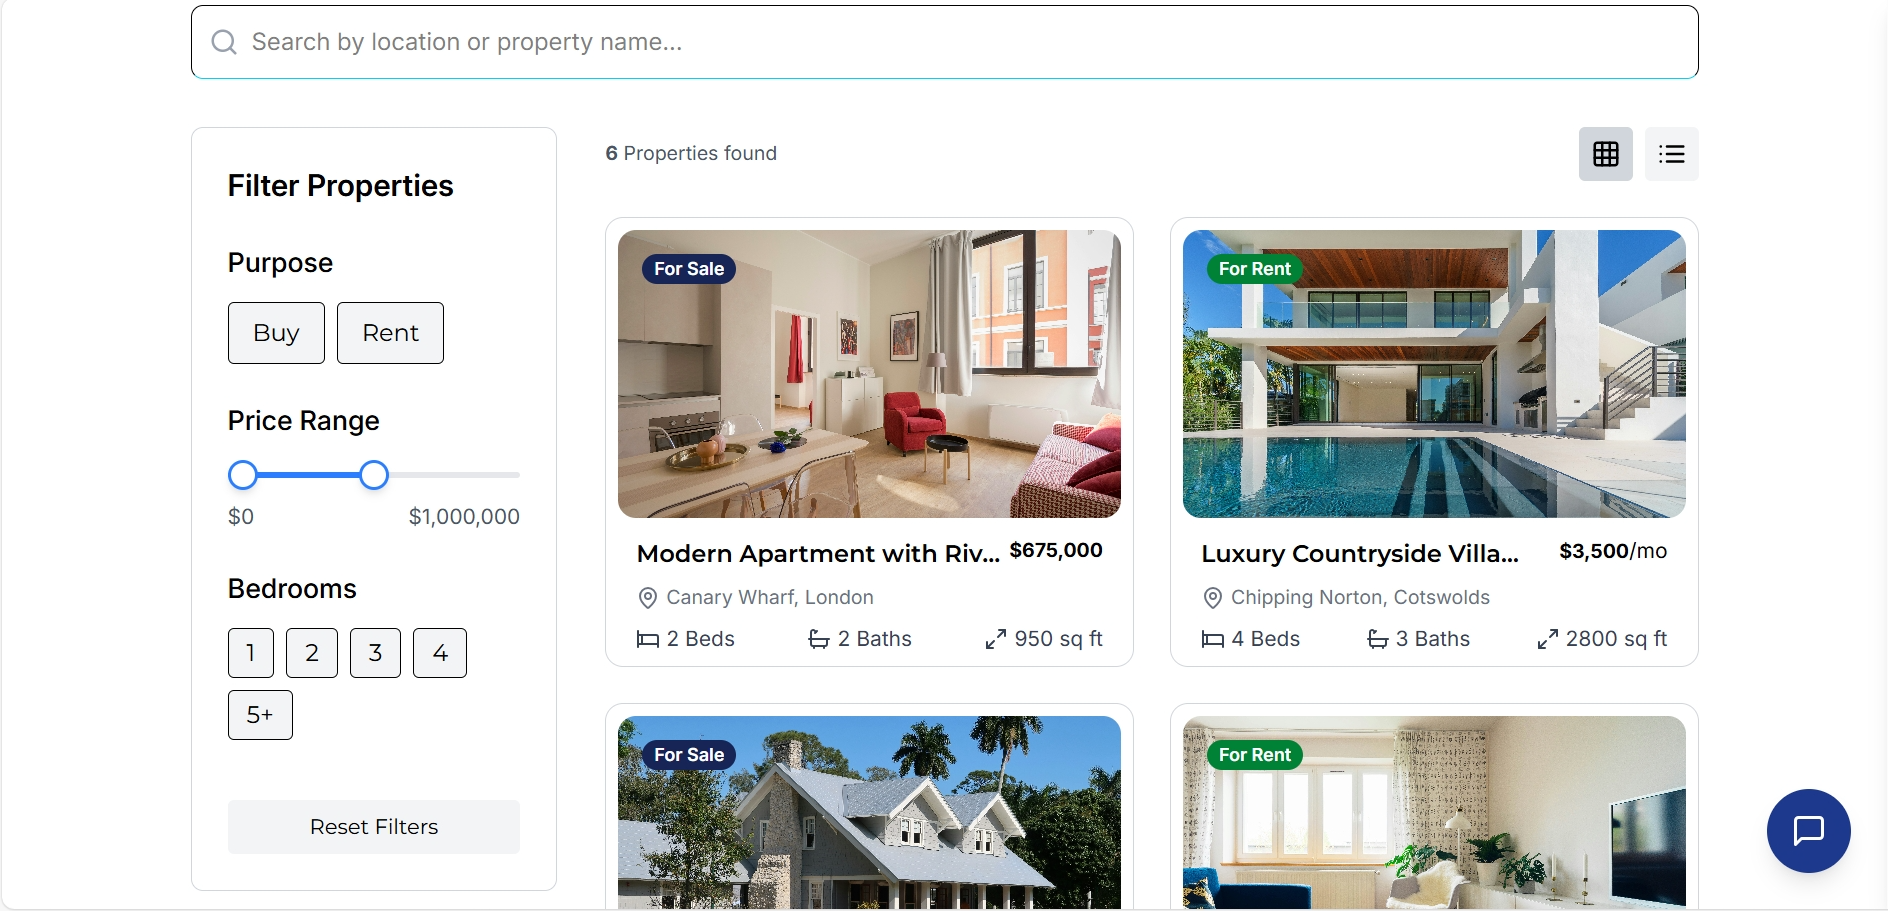 Search by location or property name...
Filter Properties
Purpose
Buy
Rent
Price Range
$0
$1,000,000
Bedrooms
1
2
3
4
5+
Reset Filters
6 Properties found
For Sale
Modern Apartment with Riv... $675,000
Canary Wharf, London
2 Beds
2 Baths
950 sq ft
For Rent
Luxury Countryside Villa... $3,500/mo
Chipping Norton, Cotswolds
4 Beds
3 Baths
2800 sq ft
For Sale
For Rent